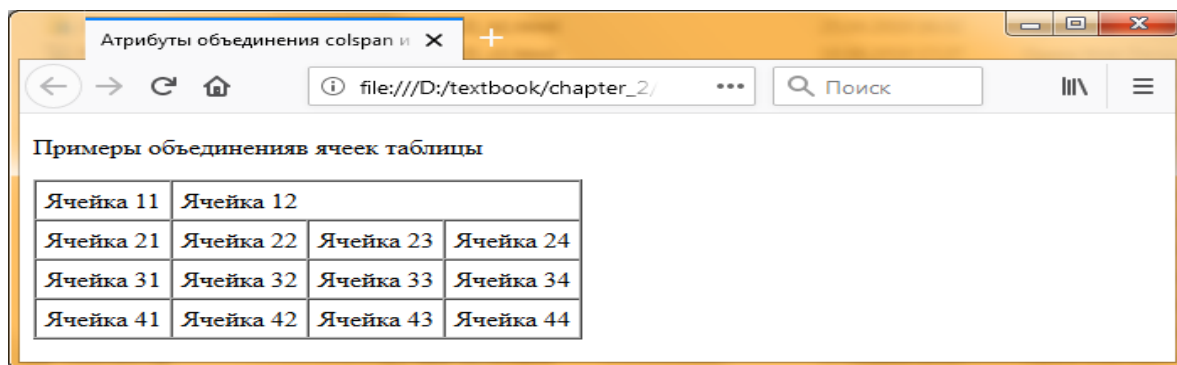 Атрибуты объединения colspan и
file:///D:/textbook/chapter_2/
Поиск
Примеры объединенияв ячеек таблицы
Ячейка 11 Ячейка 12
Ячейка 21 Ячейка 22 Ячейка 23 Ячейка 24
Ячейка 31 Ячейка 32 Ячейка 33 Ячейка 34
Ячейка 41 Ячейка 42 Ячейка 43 Ячейка 44